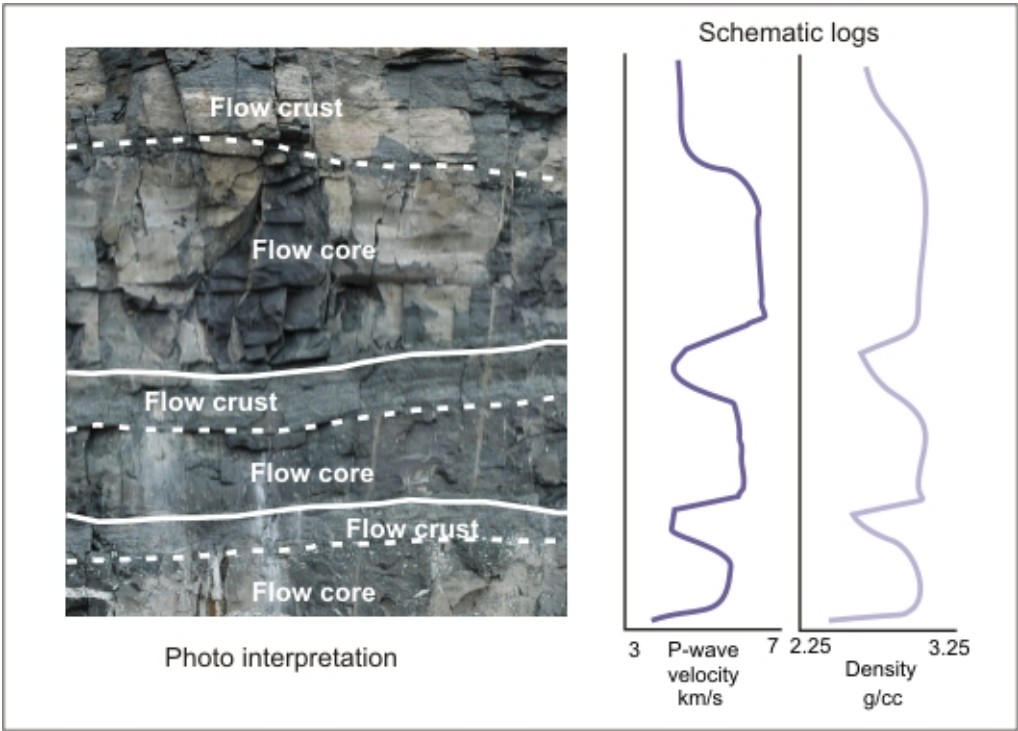 Schematic logs
Flow crust
Flow core
Flow crust
Flow core
Flow crust
Flow core
Photo interpretation
3
P-wave
velocity
km/s
7
2.25
Density
g/cc
3.25